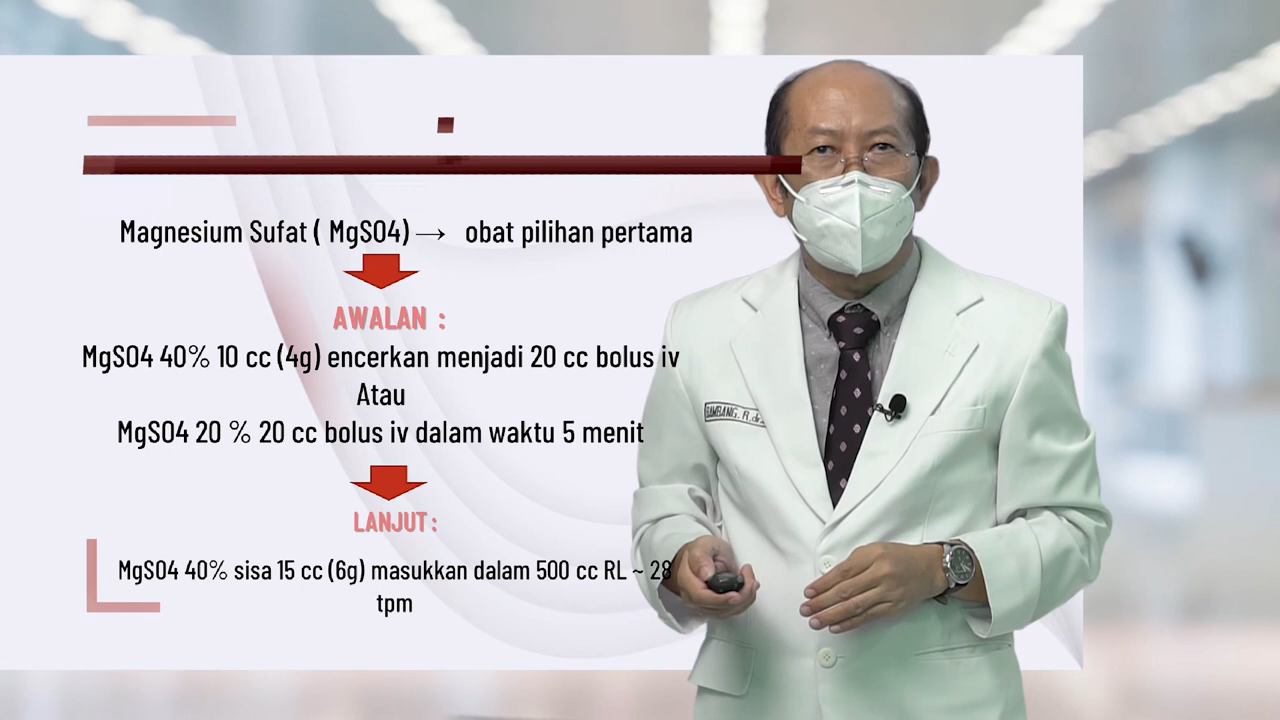 Magnesium Sufat ( MgSO4) → obat pilihan pertama
AWALAN :
MgSO4 40% 10 cc (4g) encerkan menjadi 20 cc bolus iv
Atau
MgSO4 20 % 20 cc bolus iv dalam waktu 5 menit
LANJUT :
MgSO4 40% sisa 15 cc (6g) masukkan dalam 500 cc RL ~ 28
tpm
BAMBANG. R. dr.